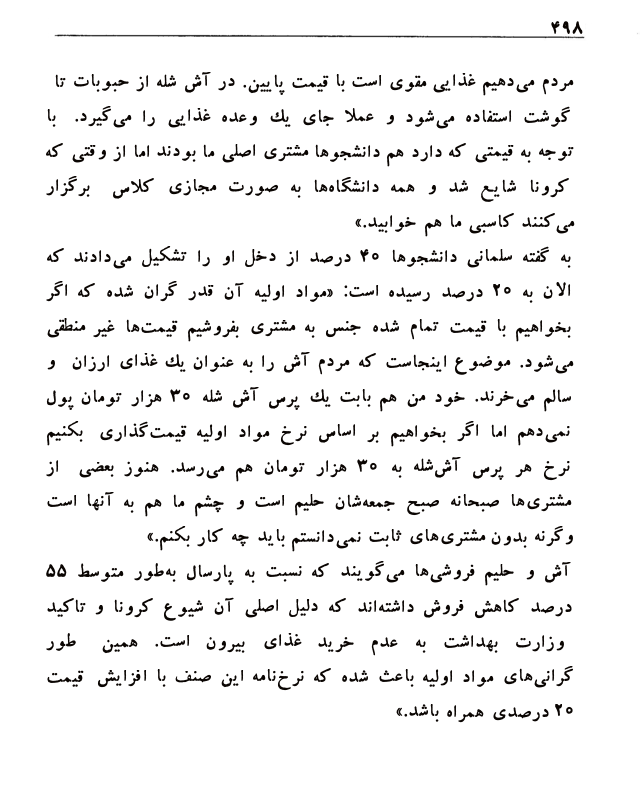 ۴۹۸
مردم می‌دهیم غذایی مقوی است با قیمت پایین. در آش شله از حبوبات تا
گوشت استفاده می‌شود و عملا جای یك وعده غذایی را می‌گیرد. با
توجه به قیمتی که دارد هم دانشجوها مشتری اصلی ما بودند اما از وقتی که
کرونا شایع شد و همه دانشگاه‌ها به صورت مجازی کلاس برگزار
می‌کنند کاسبی ما هم خوابید.»
به گفته سلمانی دانشجوها ۴۰ درصد از دخل او را تشکیل می‌دادند که
الان به ۲۰ درصد رسیده است: «مواد اولیه آن قدر گران شده که اگر
بخواهیم با قیمت تمام شده جنس به مشتری بفروشیم قیمت‌ها غیر منطقی
می‌شود. موضوع اینجاست که مردم آش را به عنوان یك غذای ارزان و
سالم می‌خرند. خود من هم بابت یك پرس آش شله ۳۰ هزار تومان پول
نمی‌دهم اما اگر بخواهیم بر اساس نرخ مواد اولیه قیمت‌گذاری بکنیم
نرخ هر پرس آش‌شله به ۳۰ هزار تومان هم می‌رسد. هنوز بعضی از
مشتری‌ها صبحانه صبح جمعه‌شان حلیم است و چشم ما هم به آنها است
وگرنه بدون مشتری‌های ثابت نمی‌دانستم باید چه کار بکنم.»
آش و حلیم فروشی‌ها می‌گویند که نسبت به پارسال به‌طور متوسط ۵۵
درصد کاهش فروش داشته‌اند که دلیل اصلی آن شیوع کرونا و تاکید
وزارت بهداشت به عدم خرید غذای بیرون است. همین طور
گرانی‌های مواد اولیه باعث شده که نرخ‌نامه این صنف با افزایش قیمت
۲۰ درصدی همراه باشد.»